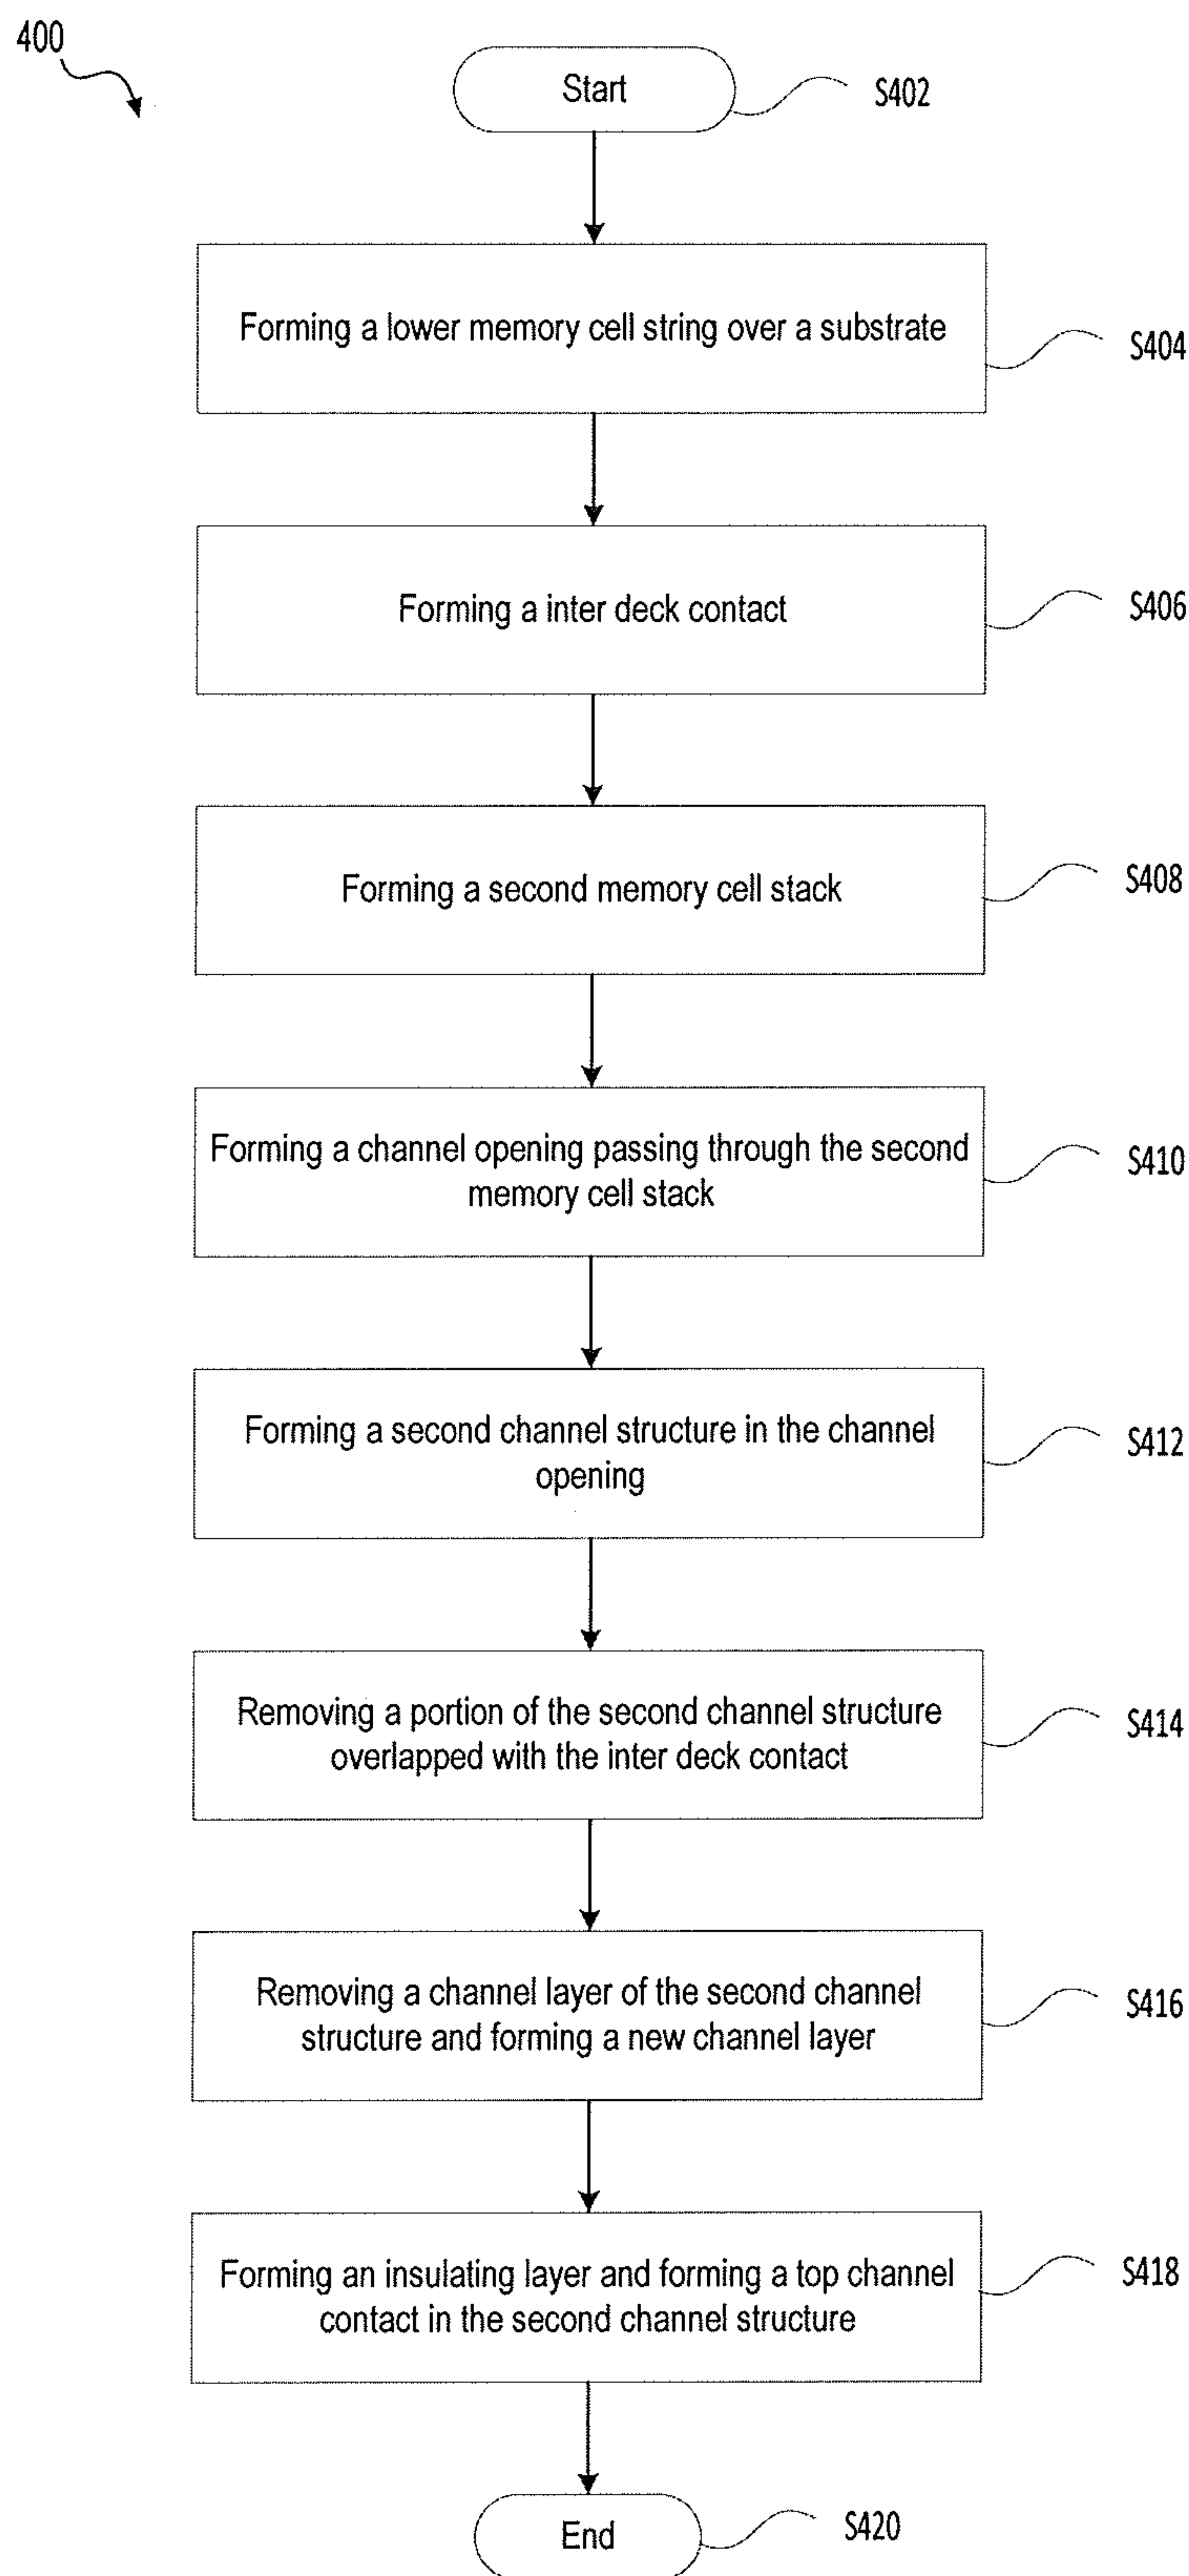 400
Start
S402
Forming a lower memory cell string over a substrate
S404
Forming a inter deck contact
S406
Forming a second memory cell stack
S408
Forming a channel opening passing through the second
memory cell stack
S410
Forming a second channel structure in the channel
opening
S412
Removing a portion of the second channel structure
overlapped with the inter deck contact
S414
Removing a channel layer of the second channel
structure and forming a new channel layer
S416
Forming an insulating layer and forming a top channel
contact in the second channel structure
S418
End
S420